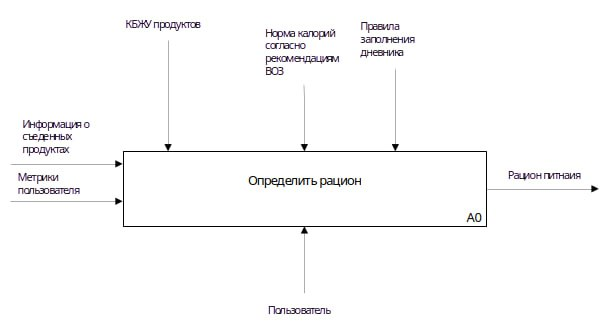 КБЖУ продуктов
Норма калорий
согласно
рекомендациям
ВОЗ
Правила
заполнения
дневника
Информация о
съеденных
продуктах
Метрики
пользователя
Определить рацион
A0
Рацион питнаия
Пользователь